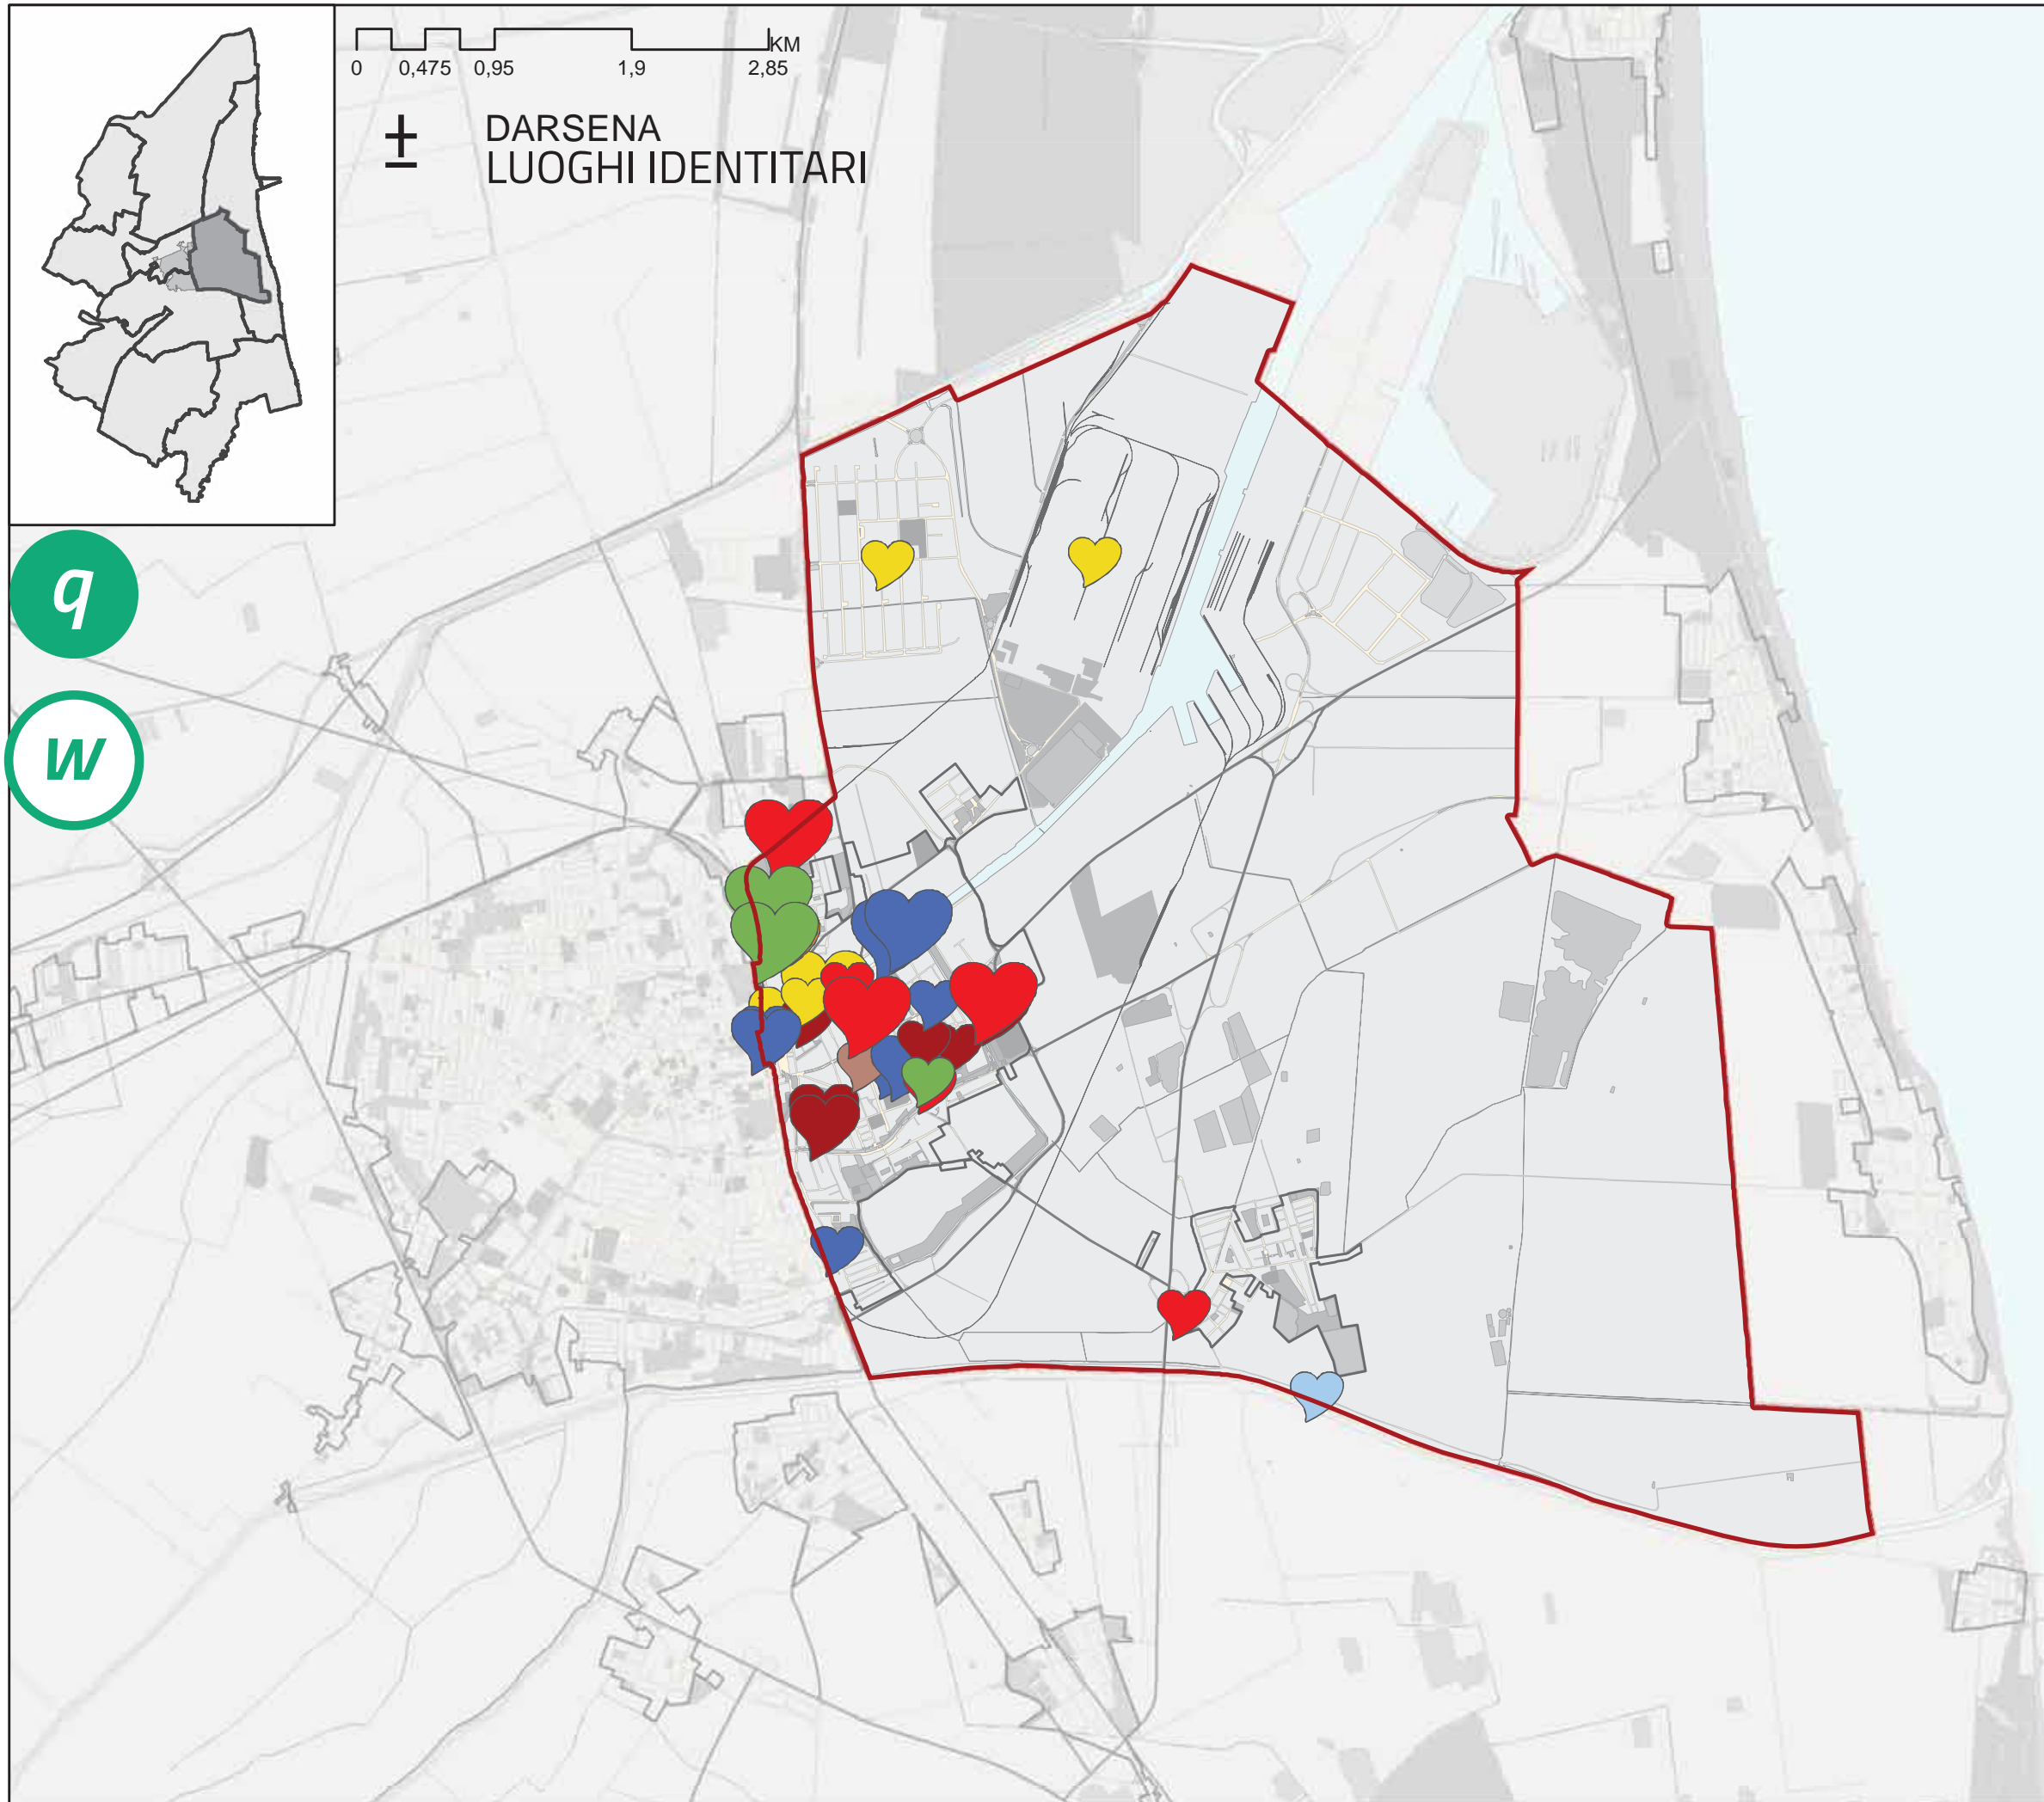 KM
0 0,475 0,95 1,9 2,85
±
DARSENA
LUOGHI IDENTITARI
q
w